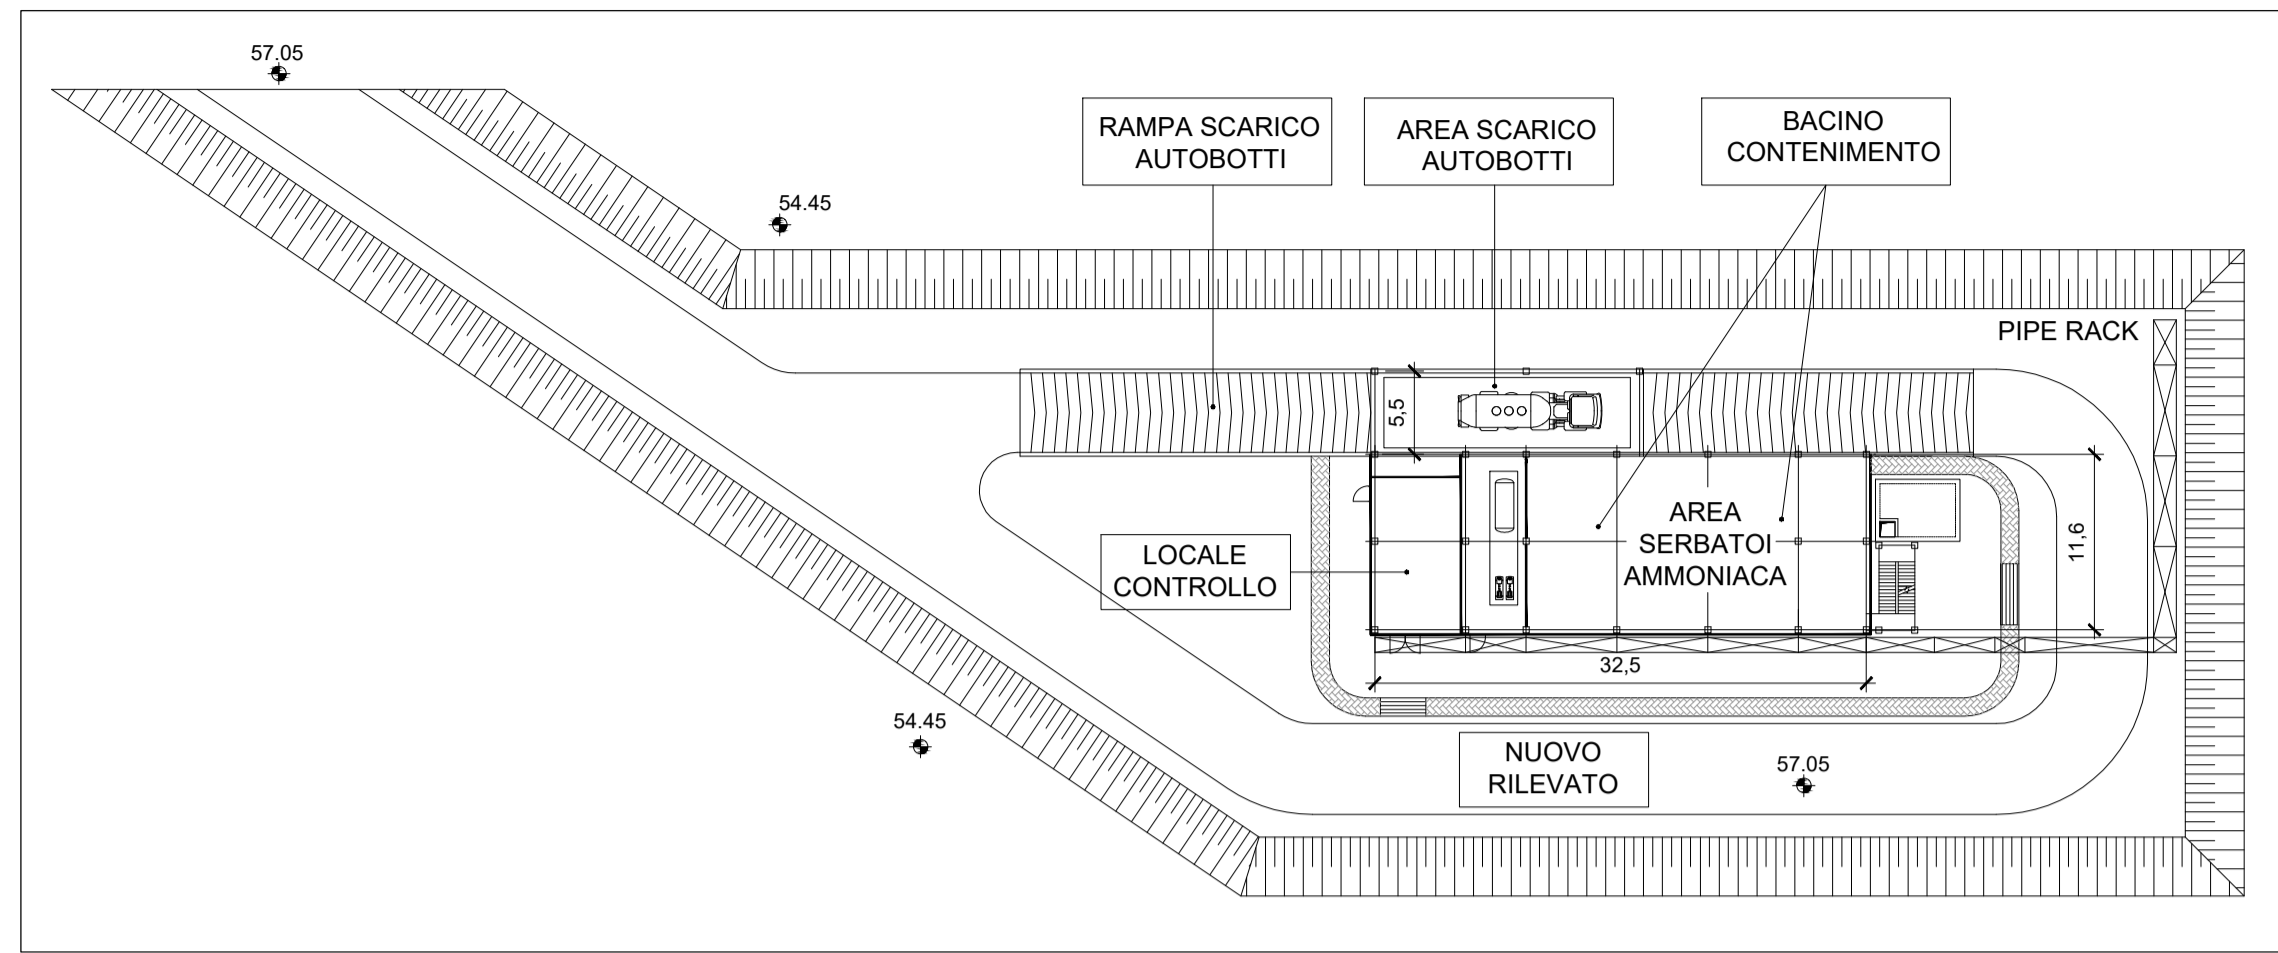 57.05
54.45
RAMPA SCARICO
AUTOBOTTI
AREA SCARICO
AUTOBOTTI
BACINO
CONTENIMENTO
PIPE RACK
5,5
AREA
SERBATOI
AMMONIACA
11,6
LOCALE
CONTROLLO
32,5
54.45
NUOVO
RILEVATO
57.05